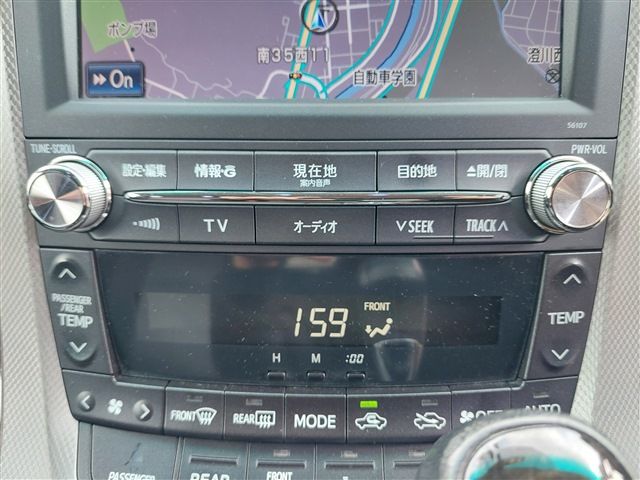 ポンプ場
南35西11
澄川西
自動車学園
On
56107
TUNE·SCROLL
PWR·VOL
設定・編集 情報・G 現在地 目的地 ▲開/閉
案内音声
TV オーディオ ∨ SEEK TRACK ∧
PASSENGER
/REAR
TEMP
TEMP
FRONT
159
H M :00
FRONT REAR MODE OFF AUTO
PASSENGER REAR FRONT